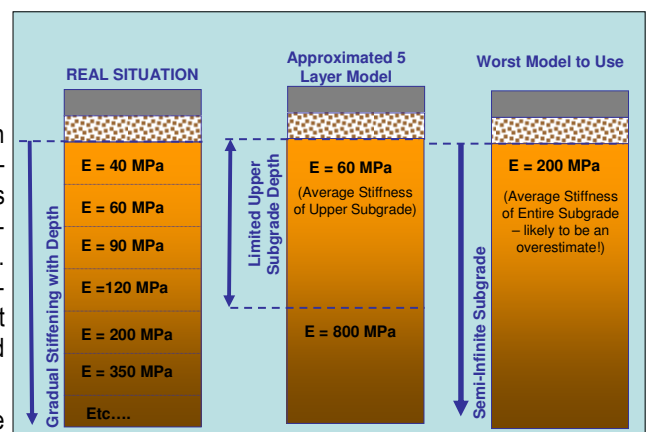 REAL SITUATION
Gradual Stiffening with Depth
E = 40 MPa
E = 60 MPa
E = 90 MPa
E =120 MPa
E = 200 MPa
E = 350 MPa
Etc....
Approximated 5
Layer Model
Limited Upper
Subgrade Depth
E = 60 MPa
(Average Stiffness
of Upper Subgrade)
E = 800 MPa
Worst Model to Use
Semi-Infinite Subgrade
E = 200 MPa
(Average Stiffness
of Entire Subgrade
– likely to be an
overestimate!)